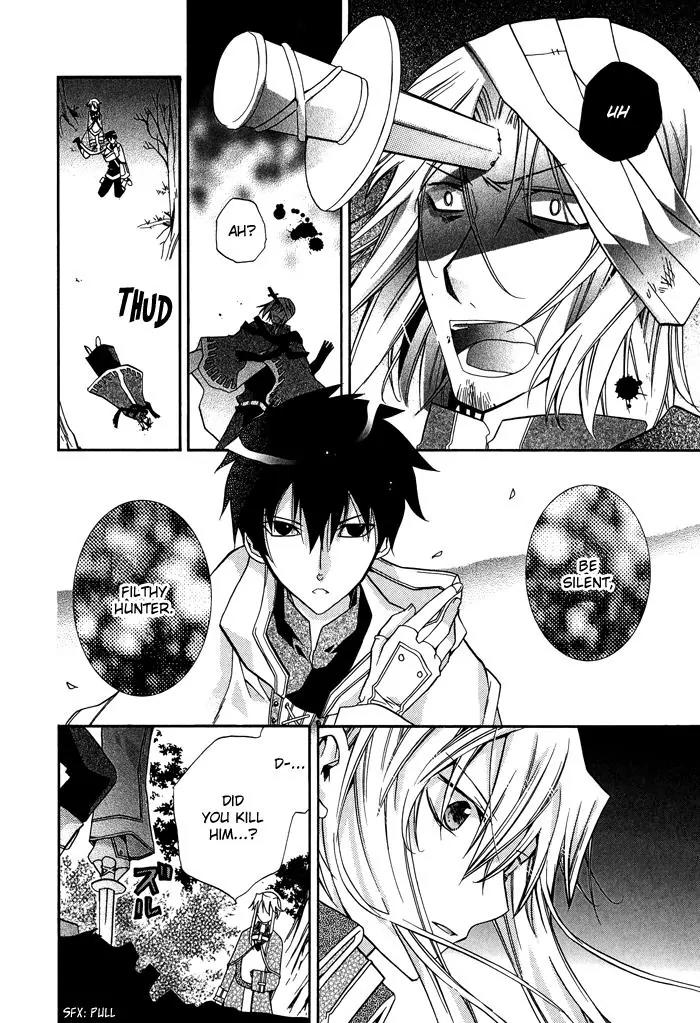 UH
AH?
THUD
BE
SILENT,
FILTHY
HUNTER.
D-...
DID
YOU KILL
HIM...?
ズル
SFX: PULL